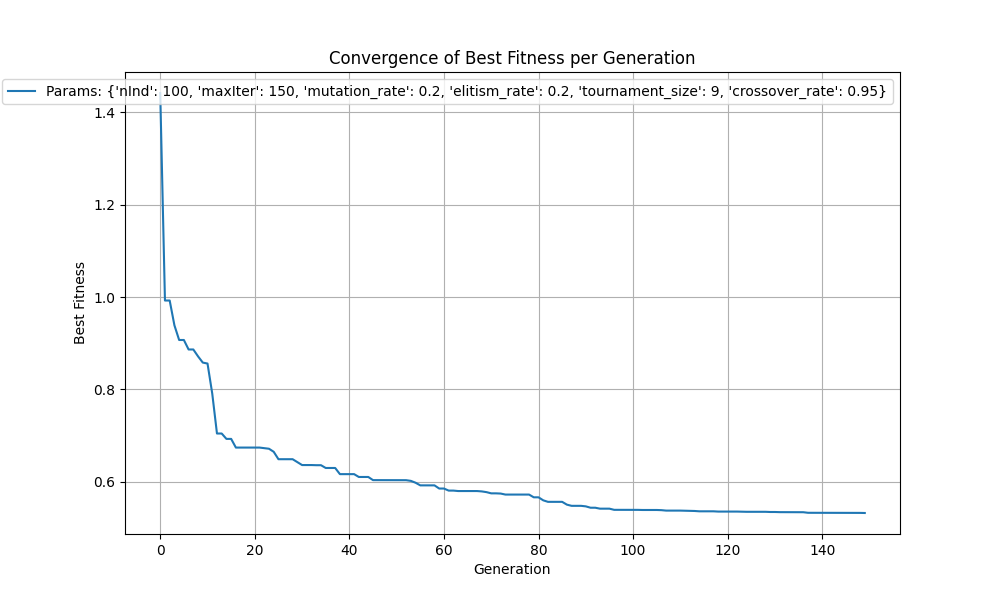 Convergence of Best Fitness per Generation
Params: {'nInd': 100, 'maxIter': 150, 'mutation_rate': 0.2, 'elitism_rate': 0.2, 'tournament_size': 9, 'crossover_rate': 0.95}
1.4
1.2
1.0
0.8
0.6
Best Fitness
0 20 40 60 80 100 120 140
Generation